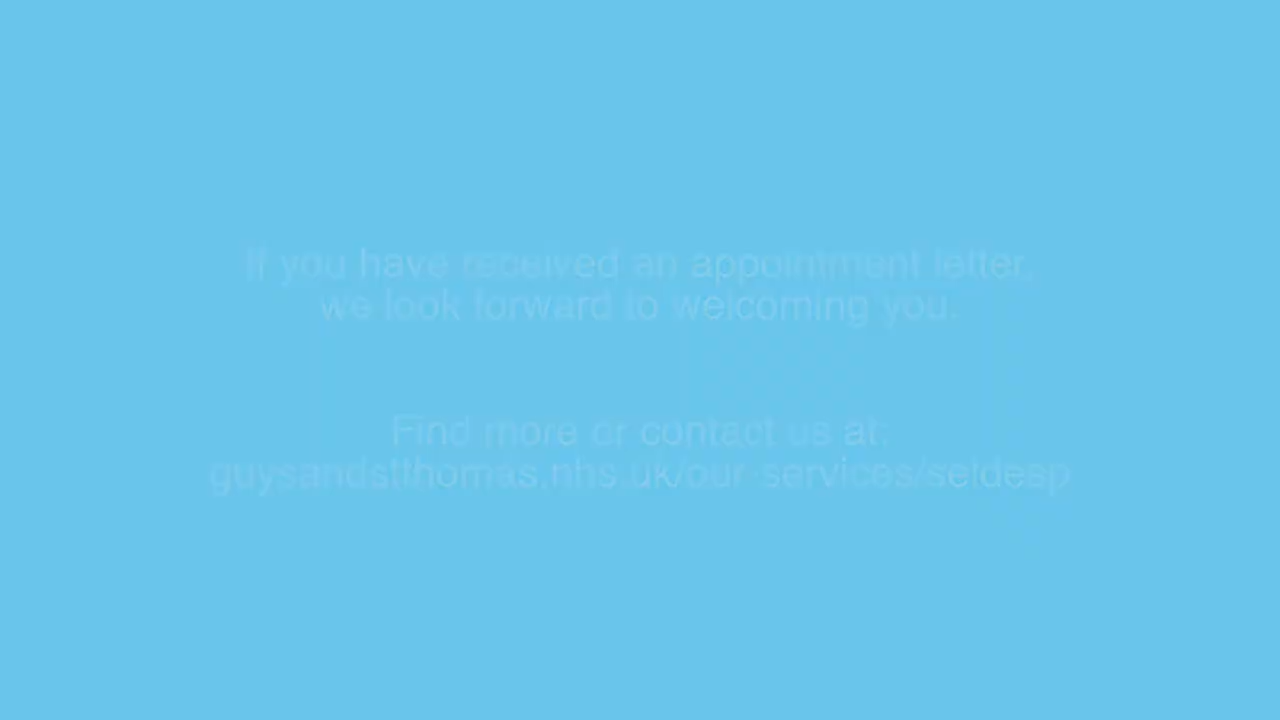 If you have received an appointment letter,
we look forward to welcoming you.
Find more or contact us at:
guysandstthomas.nhs.uk/our-services/seldesp